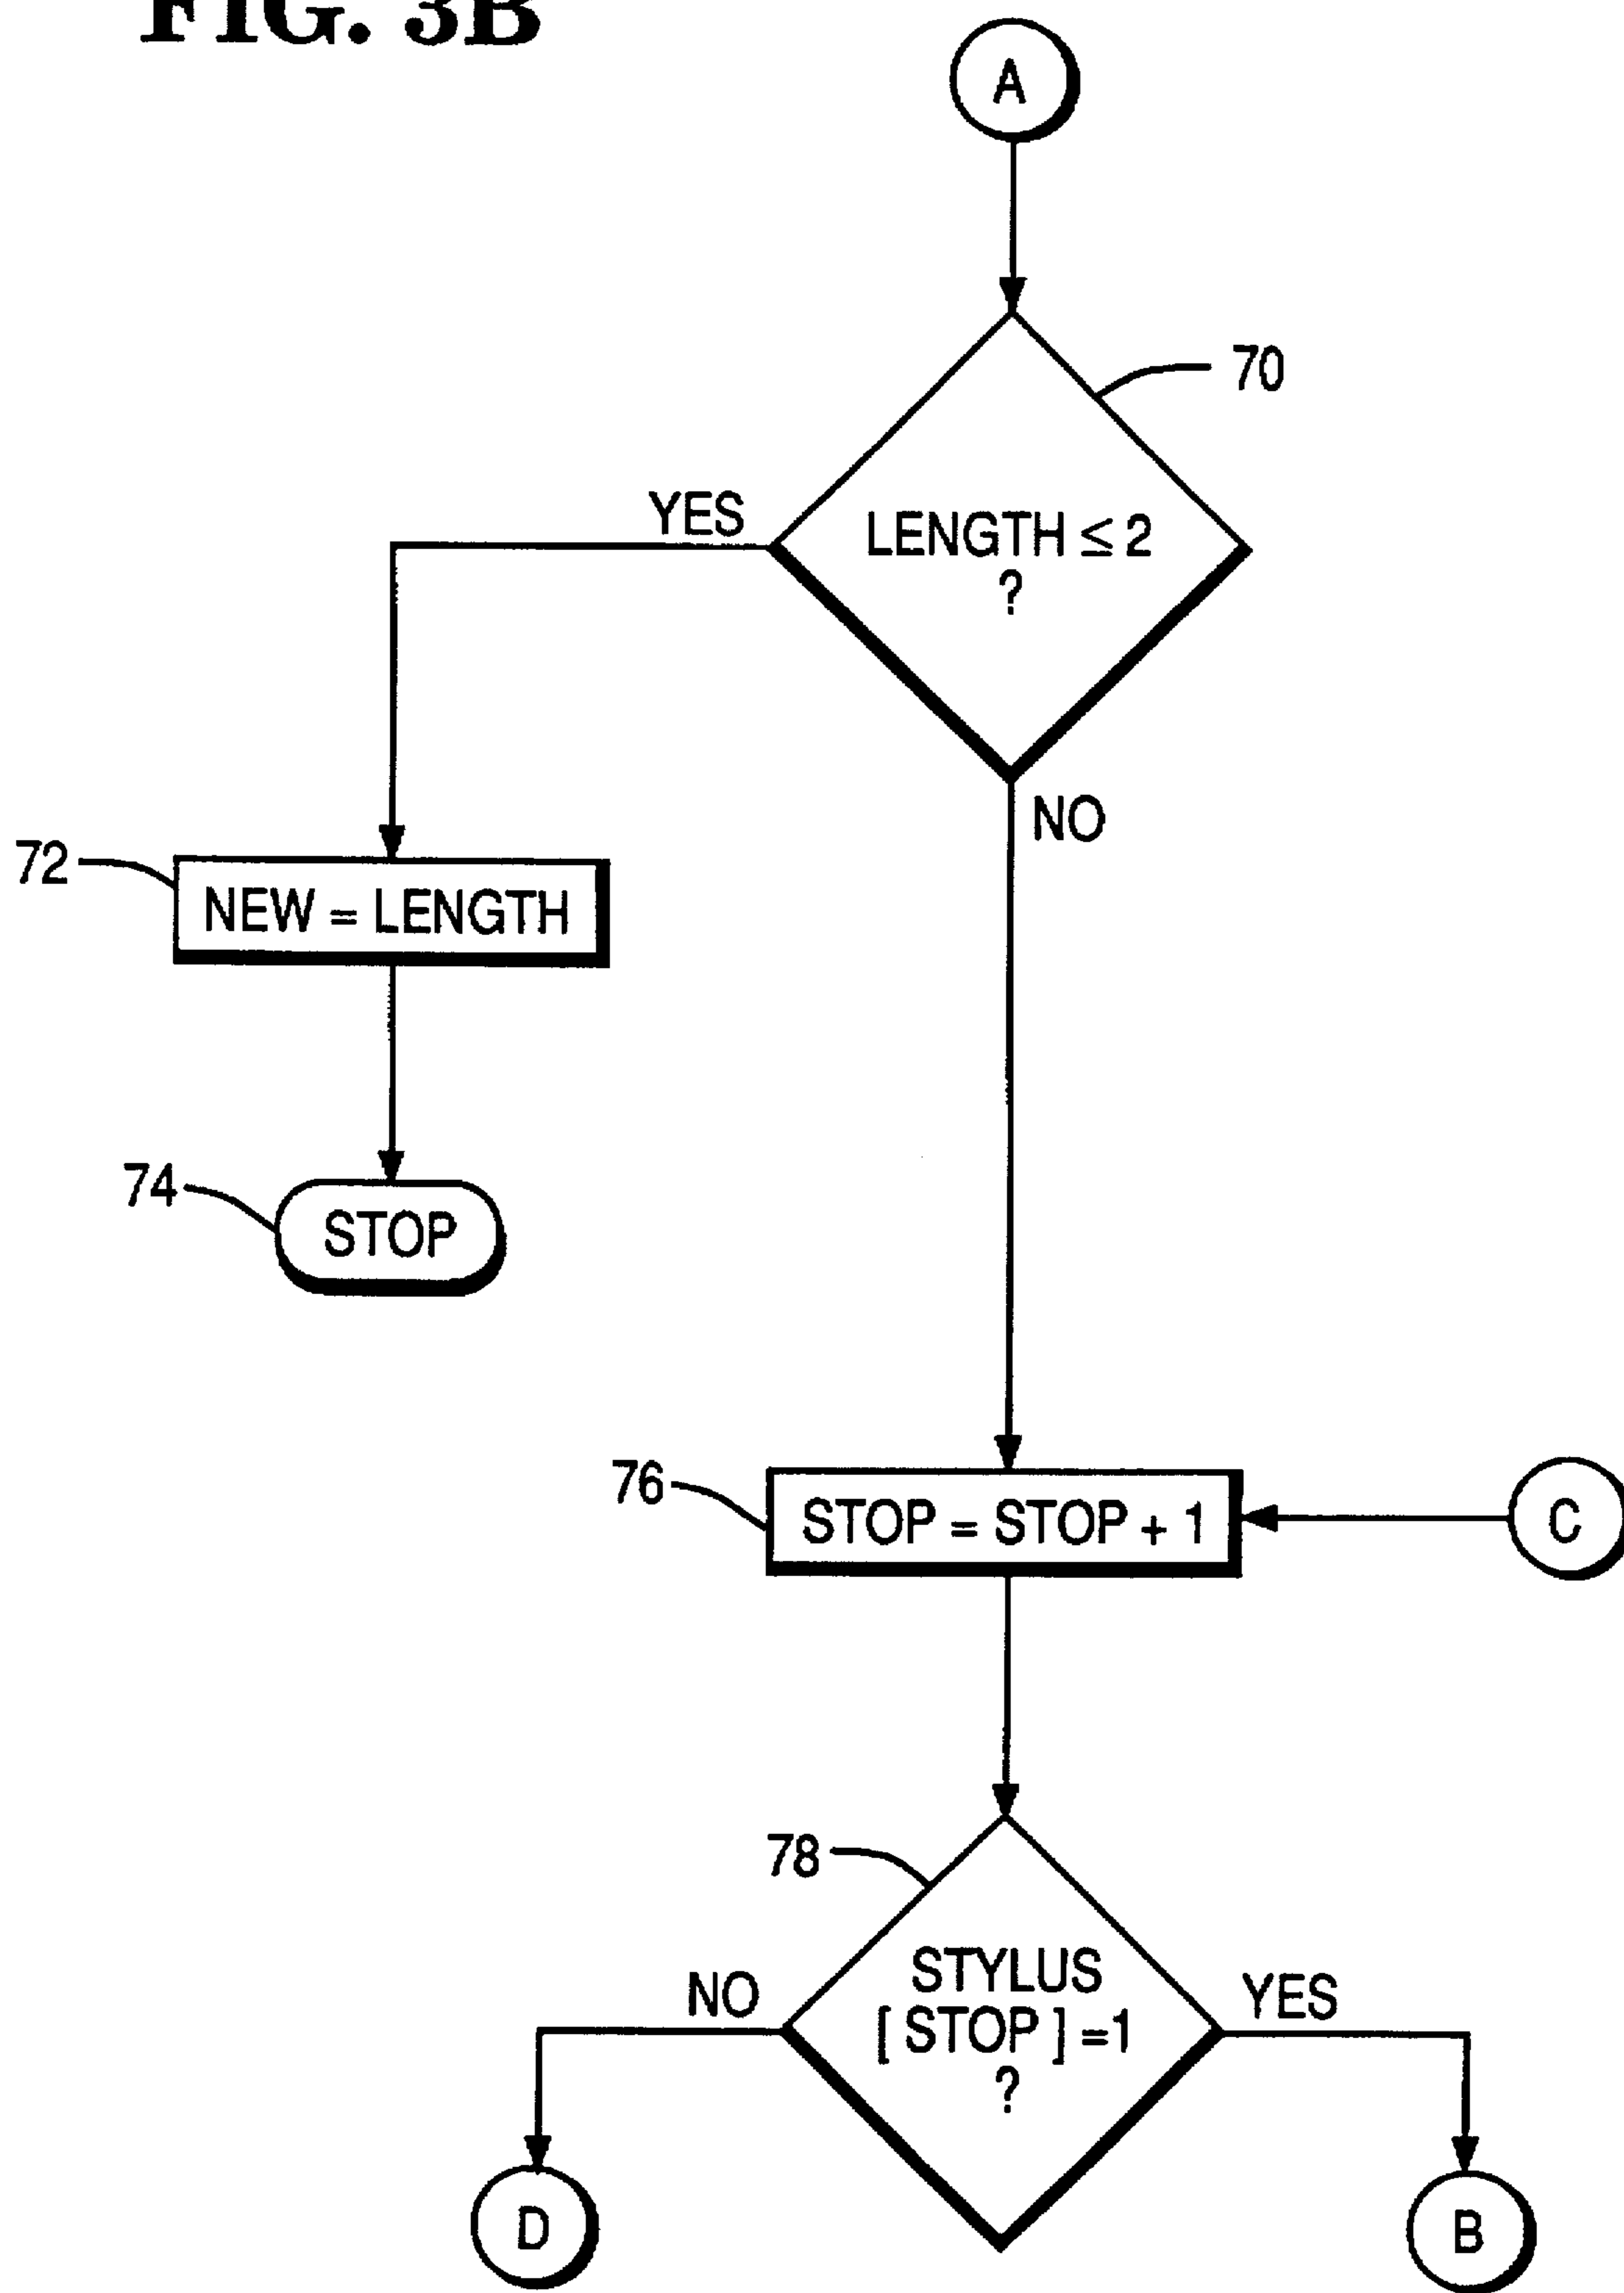 FIG. 3B
A
70
YES
LENGTH ≤ 2
?
NO
72
NEW = LENGTH
74
STOP
76
STOP = STOP + 1
C
78
STYLUS
[ STOP ] =1
?
NO
YES
D
B